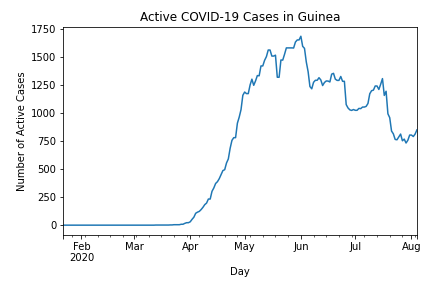 Active COVID-19 Cases in Guinea
1750
1500
1250
1000
750
500
250
0
Number of Active Cases
Feb Mar Apr May Jun Jul Aug
2020
Day